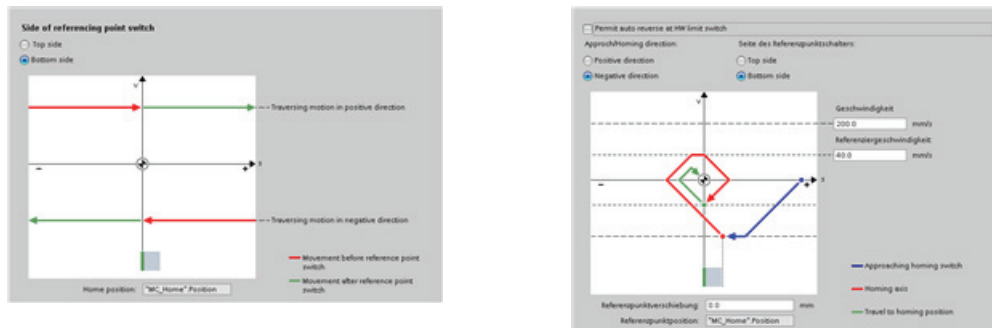 Side of referencing point switch
Top side
Bottom side
v
Traversing motion in positive direction
x
−
+
Traversing motion in negative direction
Movement before reference point
switch
Movement after reference point
switch
Home position: "MC_Home".Position
Permit auto reverse at HW limit switch
Approch/Homing direction: Seite des Referenzpunktschalters:
Positive direction Top side
Negative direction Bottom side
v
Geschwindigkeit
200.0 mm/s
Referenziergeschwindigkeit:
40.0 mm/s
x
−
+
Approaching homing switch
Homing axis
Travel to homing position
Referenzpunktverschiebung: 0.0 mm
Referenzpunktposition: "MC_Home".Position